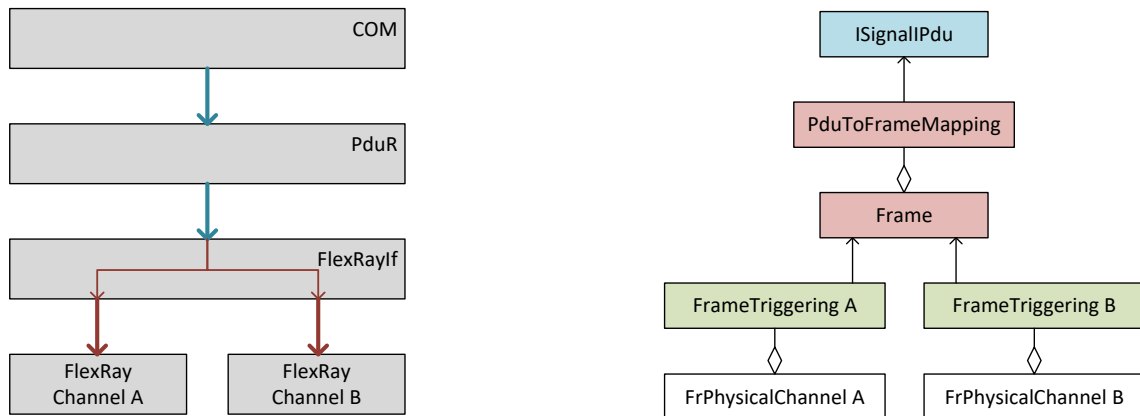 COM
PduR
FlexRayIf
FlexRay
Channel A
FlexRay
Channel B
ISignalIPdu
PduToFrameMapping
Frame
FrameTriggering A
FrameTriggering B
FrPhysicalChannel A
FrPhysicalChannel B